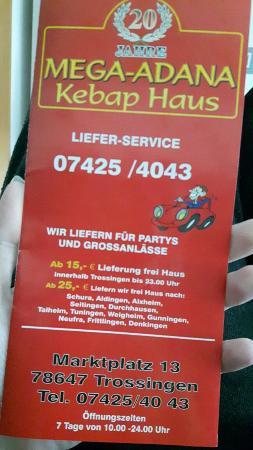 20
JAHRE
MEGA-ADANA
Kebap Haus
LIEFER-SERVICE
07425 /4043
WIR LIEFERN FÜR PARTYS
UND GROSSANLÄSSE
Ab 15,- € Lieferung frei Haus
innerhalb Trossingen bis 23.00 Uhr
Ab 25,- € Liefern wir frei Haus nach:
Schura, Aldingen, Aixheim,
Seitingen, Durchhausen,
Talheim, Tuningen, Weigheim, Gunningen,
Neufra, Frittlingen, Denkingen
Marktplatz 13
78647 Trossingen
Tel. 07425/40 43
Öffnungszeiten
7 Tage von 10.00 -24.00 Uhr